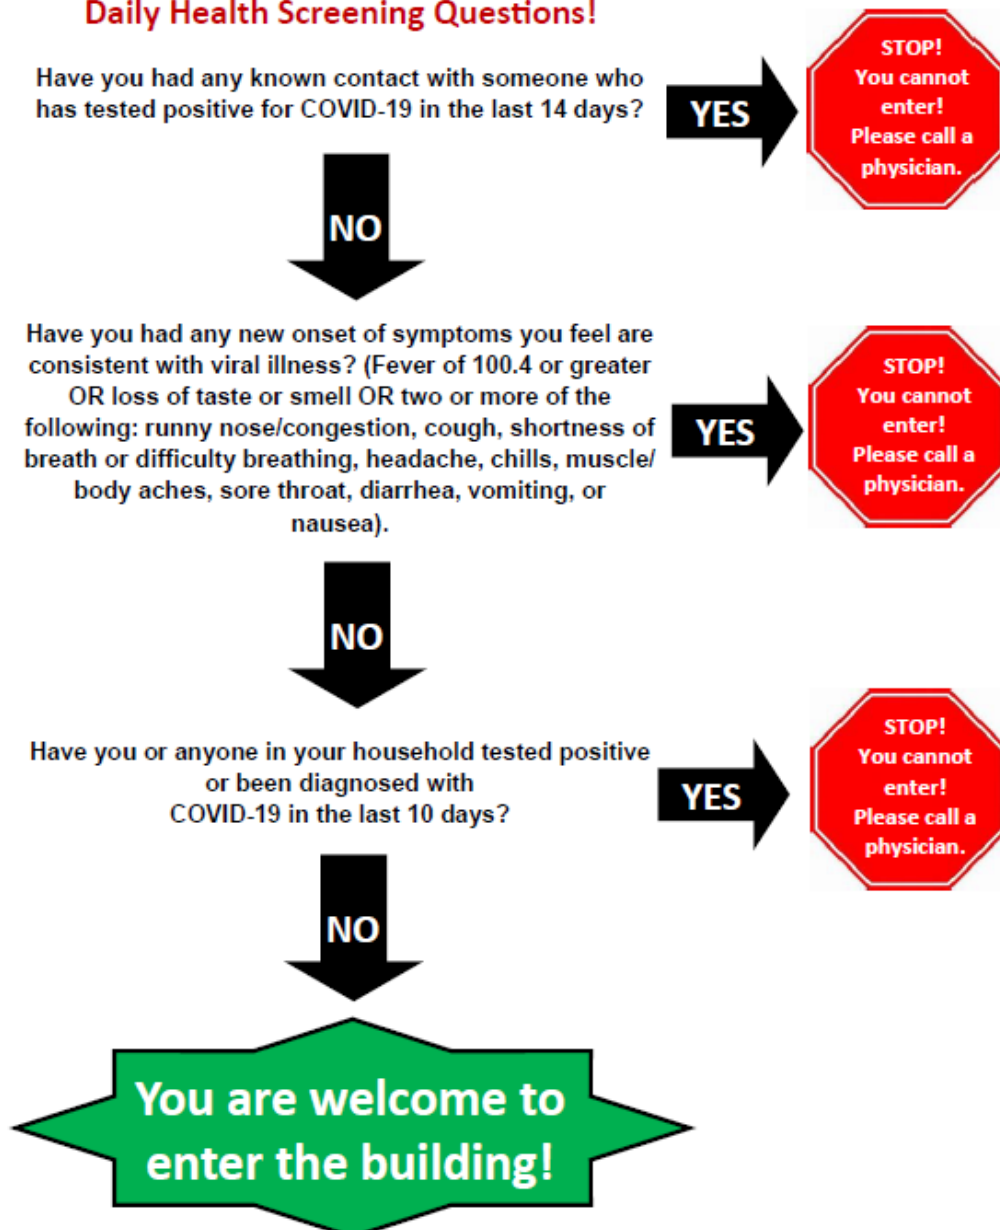 Daily Health Screening Questions!
Have you had any known contact with someone who
has tested positive for COVID-19 in the last 14 days?
YES
STOP!
You cannot
enter!
Please call a
physician.
NO
Have you had any new onset of symptoms you feel are
consistent with viral illness? (Fever of 100.4 or greater
OR loss of taste or smell OR two or more of the
following: runny nose/congestion, cough, shortness of
breath or difficulty breathing, headache, chills, muscle/
body aches, sore throat, diarrhea, vomiting, or
nausea).
YES
STOP!
You cannot
enter!
Please call a
physician.
NO
Have you or anyone in your household tested positive
or been diagnosed with
COVID-19 in the last 10 days?
YES
STOP!
You cannot
enter!
Please call a
physician.
NO
You are welcome to
enter the building!